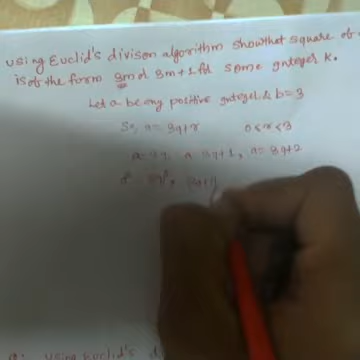 using Euclid's divison algorithm showthat square of
is of the form 3m or 3m+1 for some integer K.
Let a be any positive integer & b=3
So, a = 3q+r 0<r<3
a = 3q, a = 3q+1, a = 3q+2
using Euclid's d